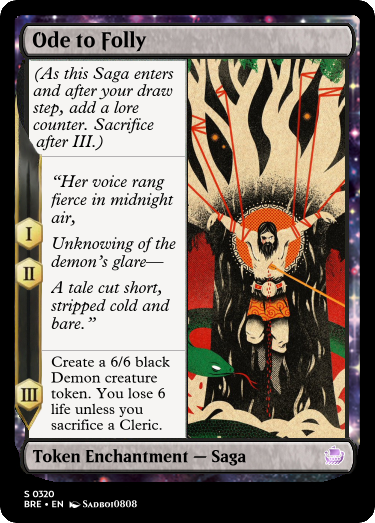 Ode to Folly
(As this Saga enters
and after your draw
step, add a lore
counter. Sacrifice
after III.)
I
II
“Her voice rang
fierce in midnight
air,
Unknowing of the
demon's glare—
A tale cut short,
stripped cold and
bare.”
III
Create a 6/6 black
Demon creature
token. You lose 6
life unless you
sacrifice a Cleric.
Token Enchantment — Saga
S 0320
BRE • EN Sadboi0808